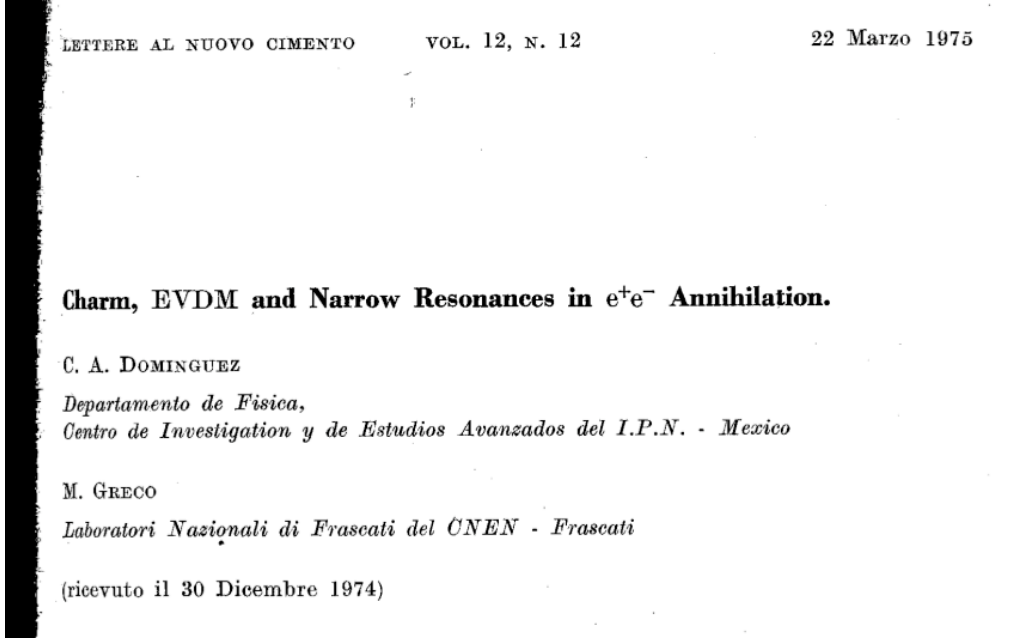 LETTERE AL NUOVO CIMENTO VOL. 12, N. 12 22 Marzo 1975
Charm, EVDM and Narrow Resonances in e⁺e⁻ Annihilation.
C. A. DOMINGUEZ
Departamento de Fisica,
Centro de Investigation y de Estudios Avanzados del I.P.N. - Mexico
M. GRECO
Laboratori Nazionali di Frascati del CNEN - Frascati
(ricevuto il 30 Dicembre 1974)